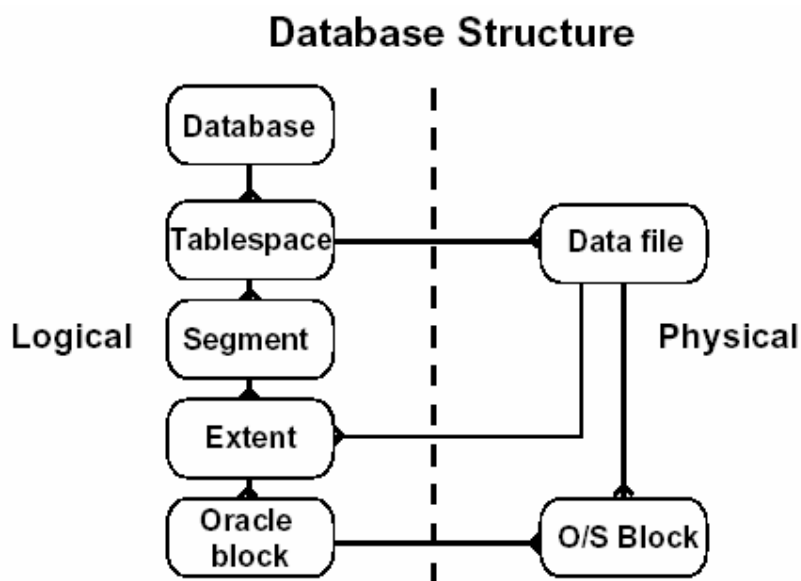 Database Structure
Database
Tablespace
Data file
Logical
Segment
Physical
Extent
Oracle
block
O/S Block